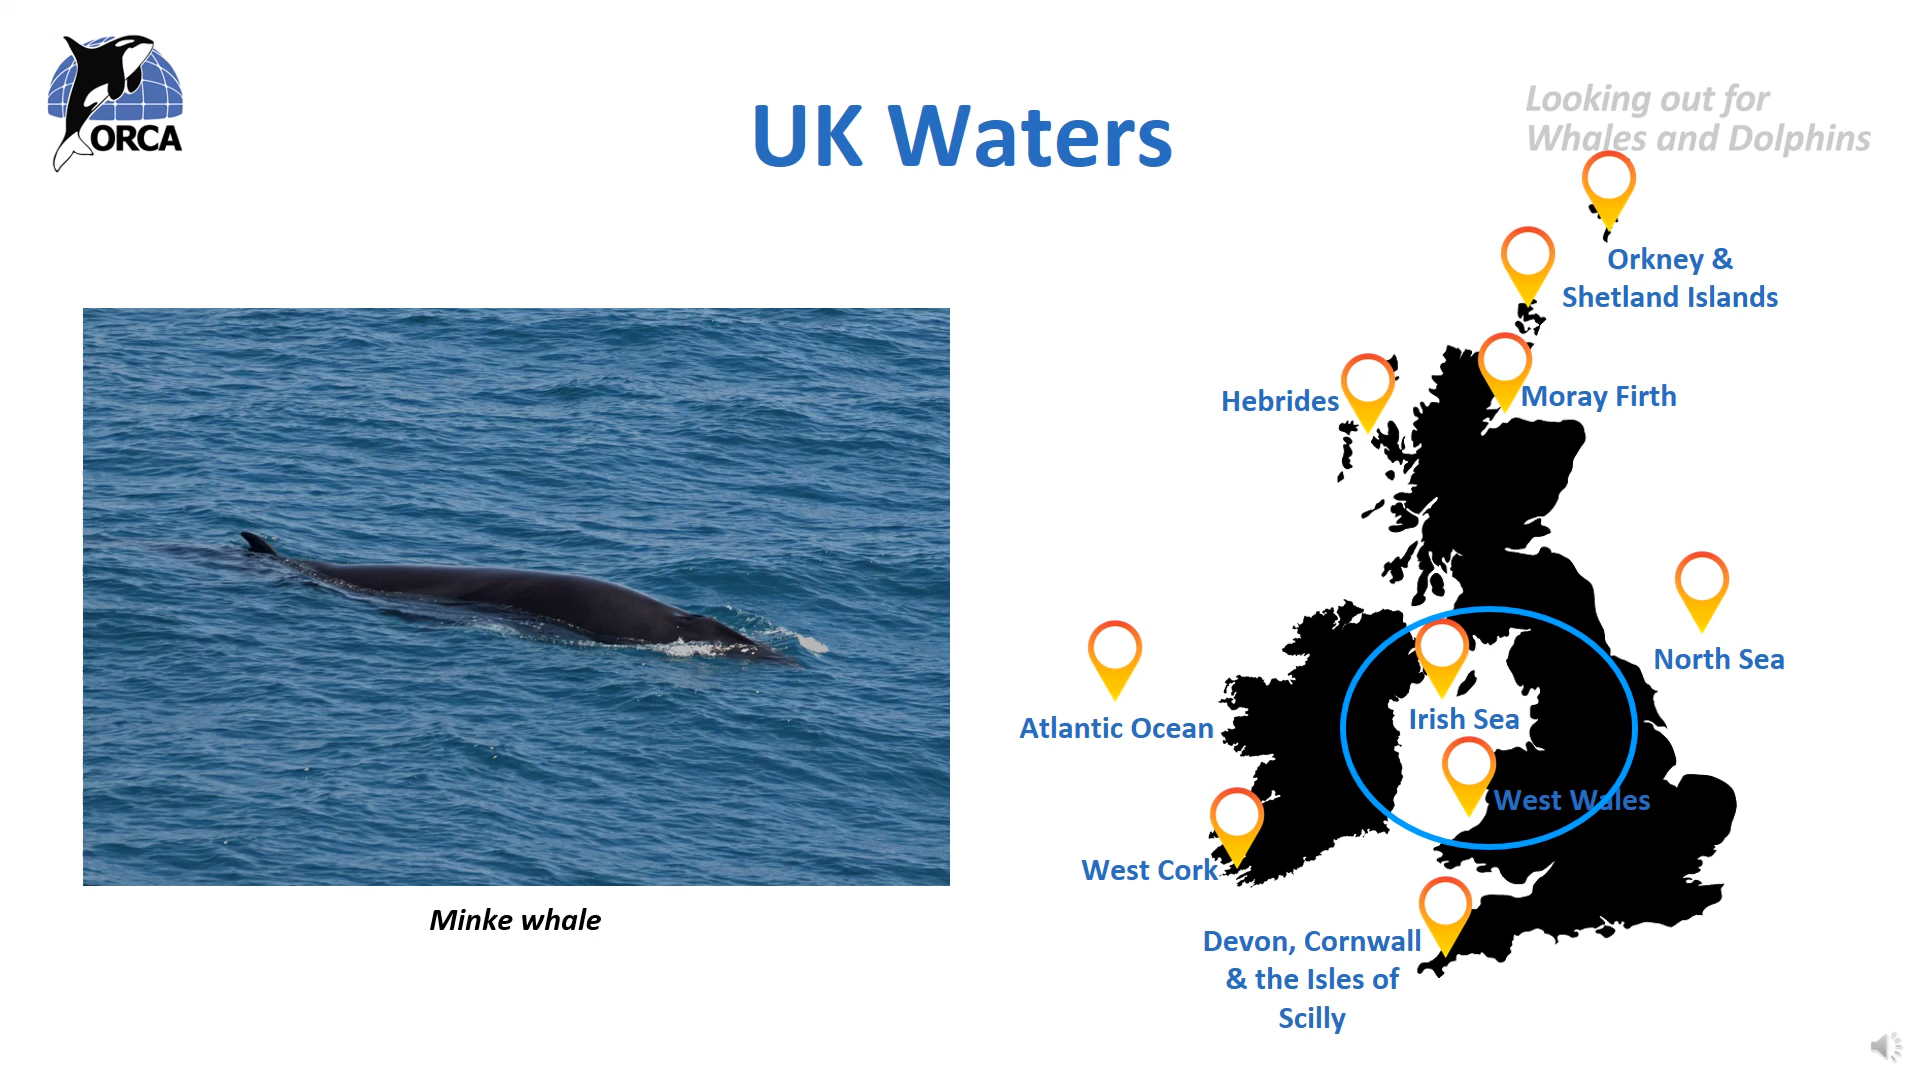 ORCA
UK Waters
Looking out for
Whales and Dolphins
Orkney &
Shetland Islands
Hebrides
Moray Firth
North Sea
Atlantic Ocean
Irish Sea
West Wales
West Cork
Devon, Cornwall
& the Isles of
Scilly
Minke whale